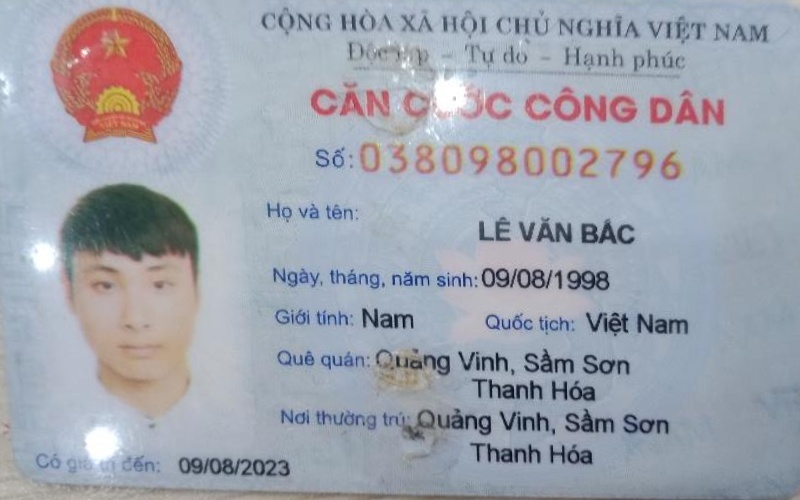 CỘNG HÒA XÃ HỘI CHỦ NGHĨA VIỆT NAM
Độc lập - Tự do - Hạnh phúc
CĂN CƯỚC CÔNG DÂN
Số: 038098002796
Họ và tên:
LÊ VĂN BẮC
Ngày, tháng, năm sinh: 09/08/1998
Giới tính: Nam Quốc tịch: Việt Nam
Quê quán: Quảng Vinh, Sầm Sơn
Thanh Hóa
Nơi thường trú: Quảng Vinh, Sầm Sơn
Thanh Hóa
Có giá trị đến: 09/08/2023